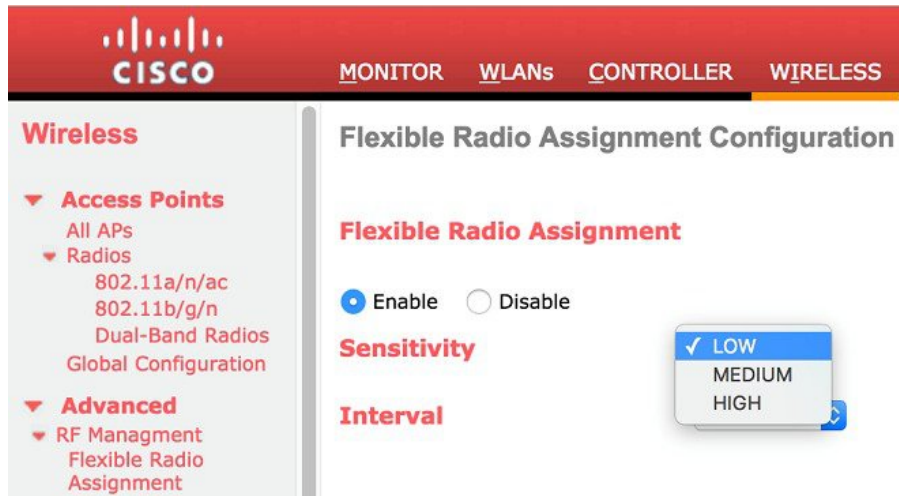 CISCO
MONITOR WLANs CONTROLLER WIRELESS
Wireless
Access Points
All APs
Radios
802.11a/n/ac
802.11b/g/n
Dual-Band Radios
Global Configuration
Advanced
RF Managment
Flexible Radio
Assignment
Flexible Radio Assignment Configuration
Flexible Radio Assignment
Enable Disable
Sensitivity
LOW
MEDIUM
HIGH
Interval